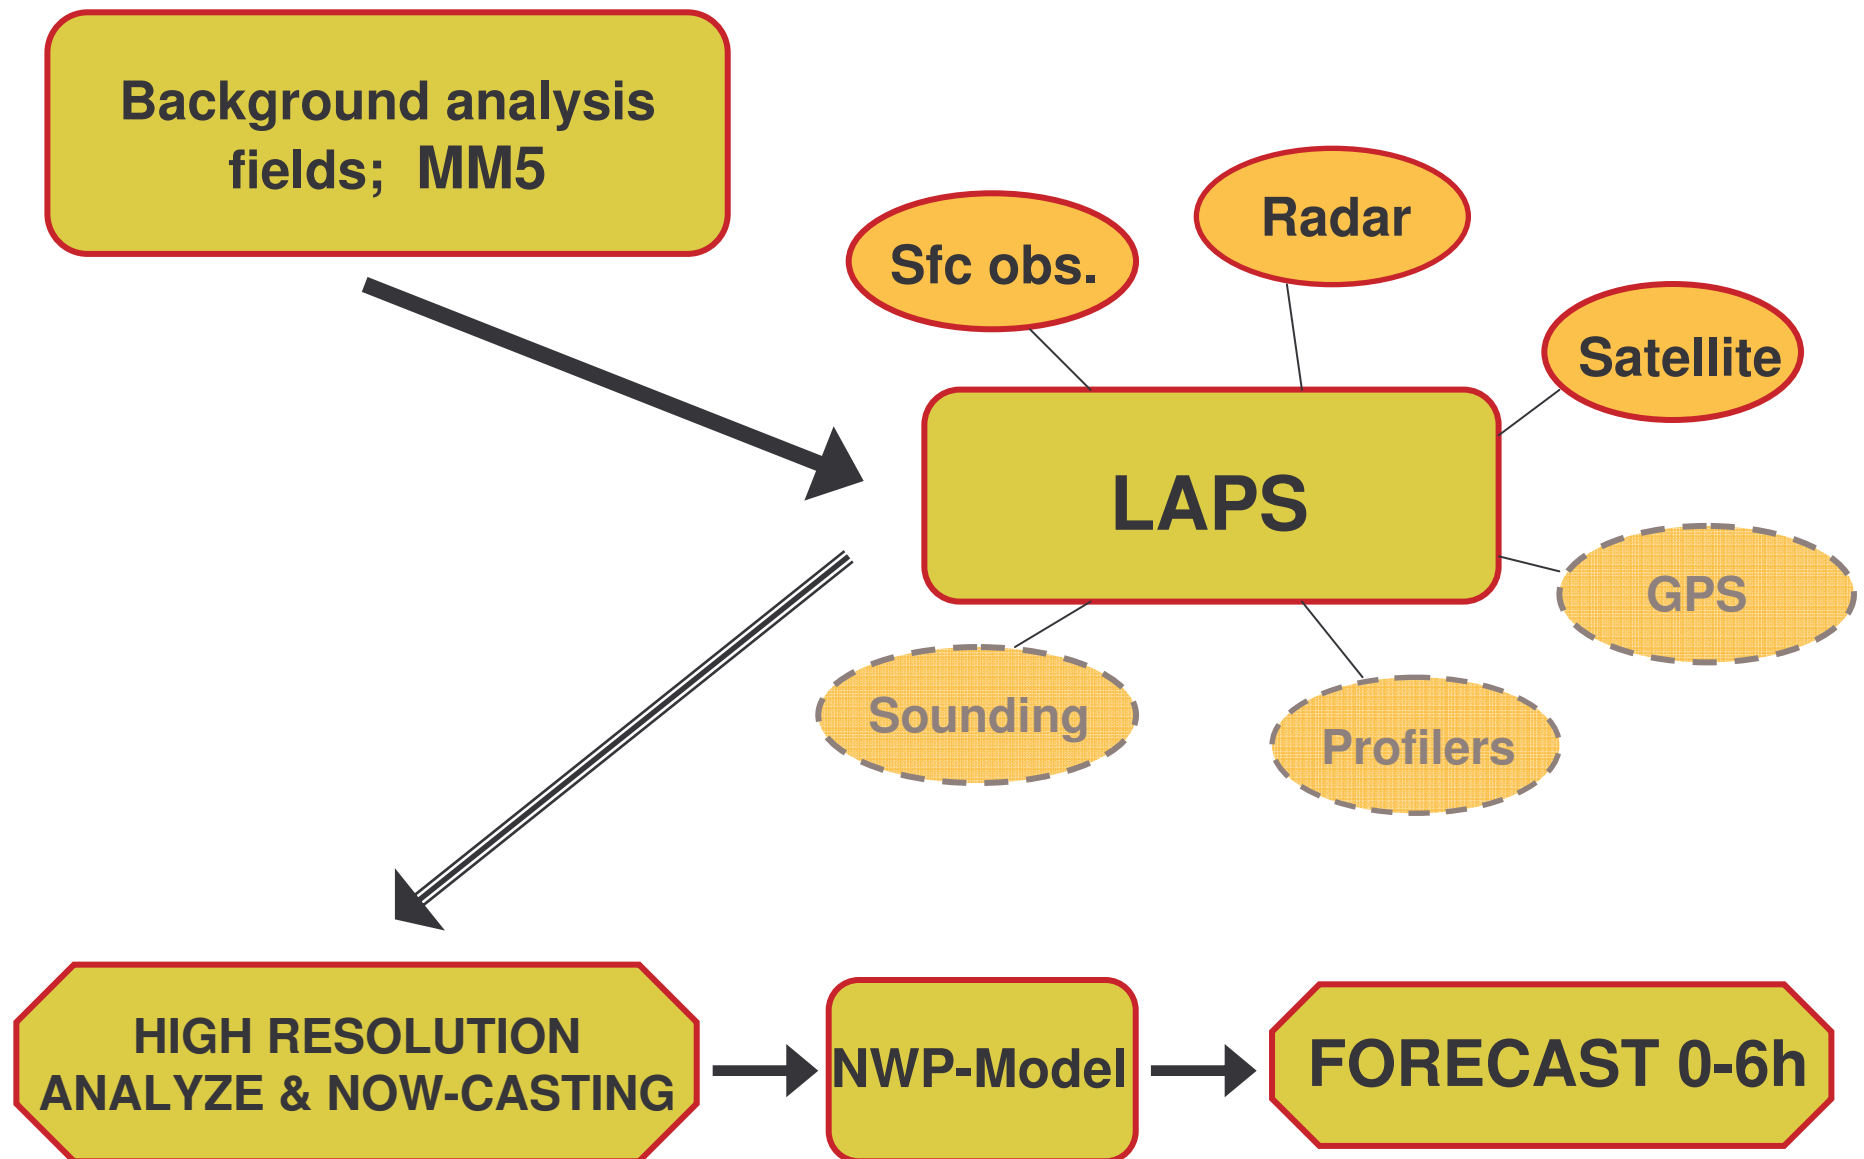 Background analysis
fields; MM5
Sfc obs.
Radar
Satellite
LAPS
GPS
Sounding
Profilers
HIGH RESOLUTION
ANALYZE & NOW-CASTING
NWP-Model
FORECAST 0-6h